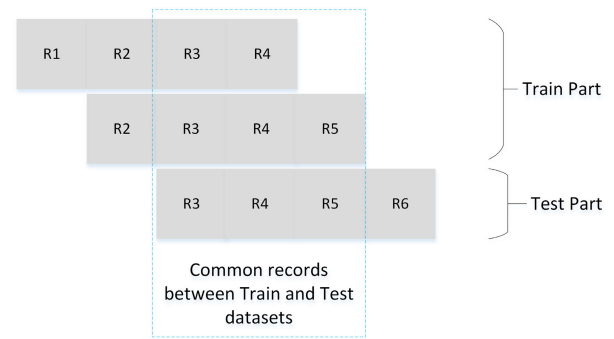 R1 R2 R3 R4
Train Part
R2 R3 R4 R5
R3 R4 R5 R6
Test Part
Common records
between Train and Test
datasets